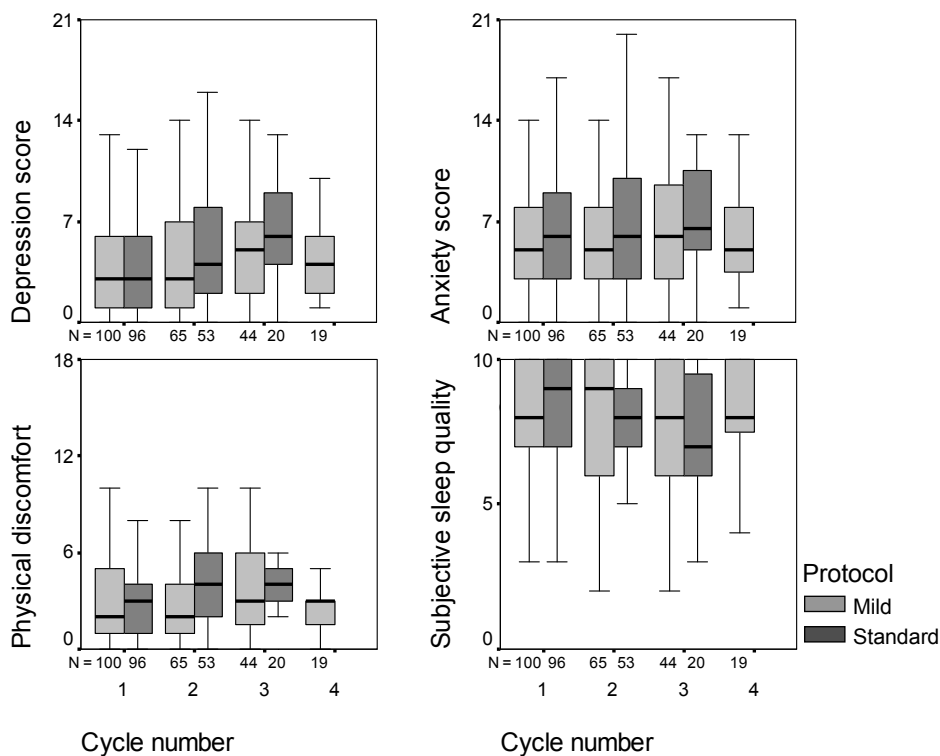 Depression score
21
14
7
0
N = 100 96 65 53 44 20 19
Anxiety score
21
14
7
0
N = 100 96 65 53 44 20 19
Physical discomfort
18
12
6
0
N = 100 96 65 53 44 20 19
1 2 3 4
Cycle number
Subjective sleep quality
10
5
0
N = 100 96 65 53 44 20 19
1 2 3 4
Cycle number
Protocol
Mild
Standard